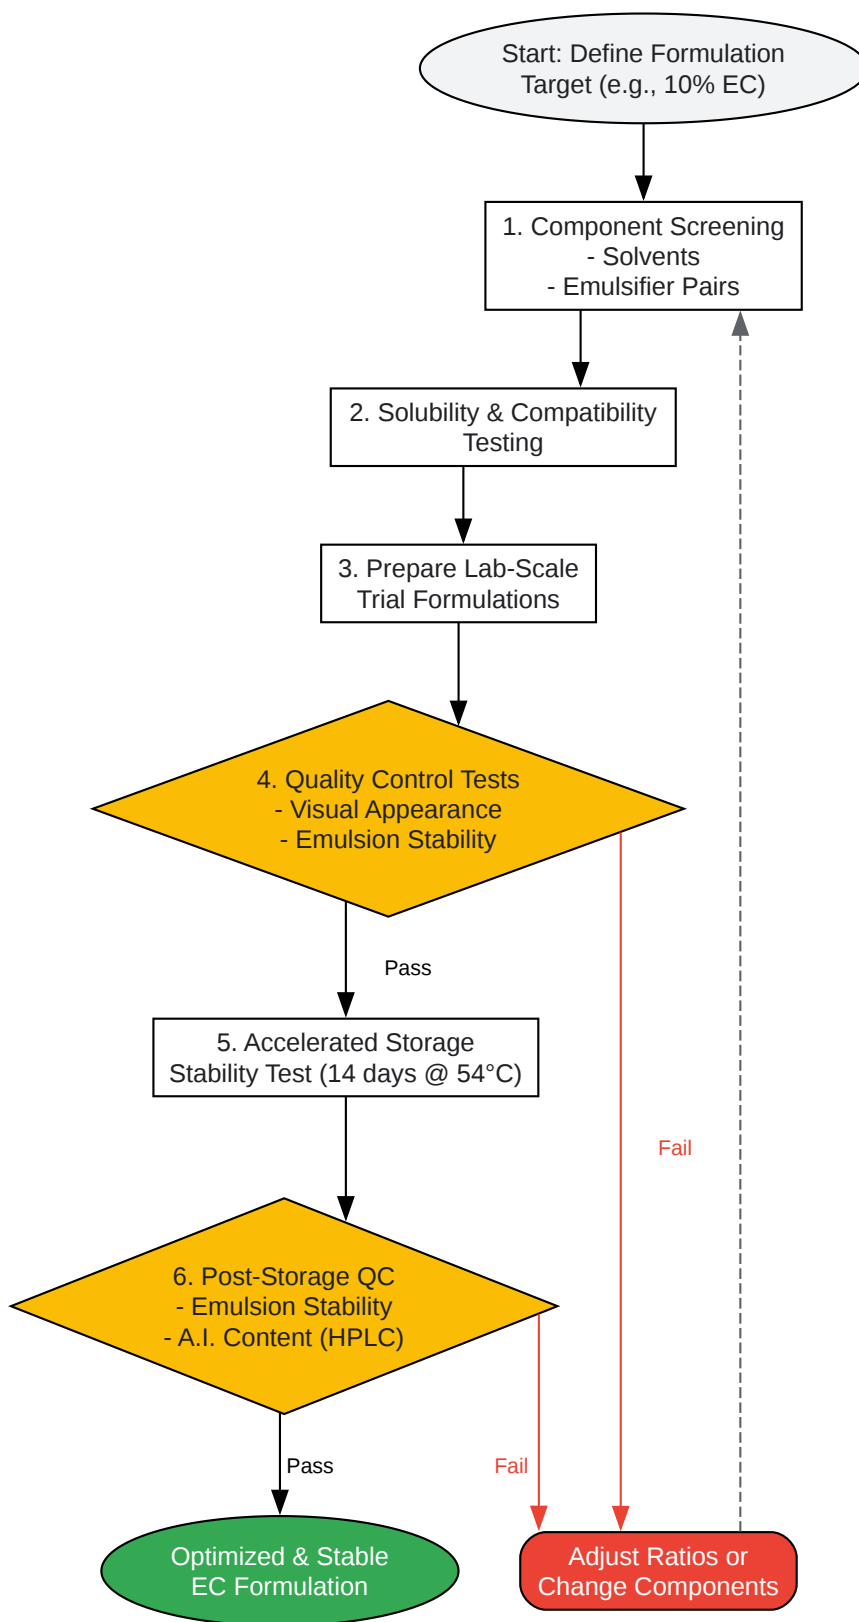 Start: Define Formulation
Target (e.g., 10% EC)
1. Component Screening
- Solvents
- Emulsifier Pairs
2. Solubility & Compatibility
Testing
3. Prepare Lab-Scale
Trial Formulations
4. Quality Control Tests
- Visual Appearance
- Emulsion Stability
Pass
5. Accelerated Storage
Stability Test (14 days @ 54°C)
Fail
6. Post-Storage QC
- Emulsion Stability
- A.I. Content (HPLC)
Pass
Fail
Optimized & Stable
EC Formulation
Adjust Ratios or
Change Components